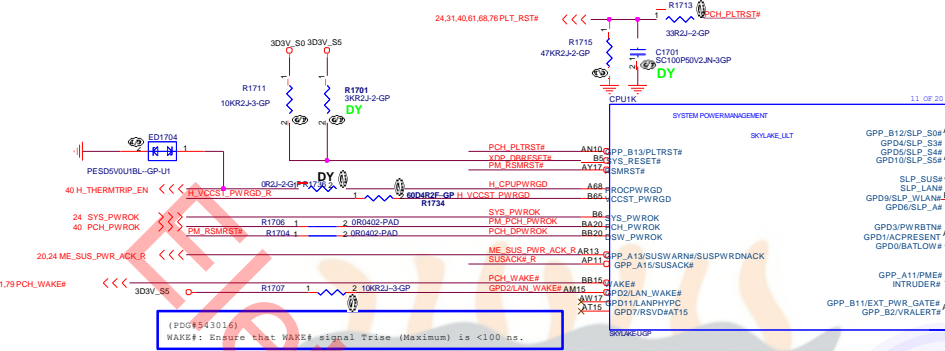 R1713
24,31,40,61,68,76 PLT_RST#
PCH_PLTRST#
33R2J--2-GP
R1715
47KR2J-2-GP
C1701
SC100P50V2JN-3GP
DY
3D3V_S0 3D3V_S5
R1711
10KR2J-3-GP
R1701
3KR2J-2-GP
DY
CPU1K
11 OF 20
SYSTEM POWERMANAGEMENT
SKYLAKE_ULT
ED1704
PESD5V0U1BL--GP-U1
PCH_PLTRST# AN10 GPP_B13/PLTRST#
XDP_DBRESET# B5 SYS_RESET#
PM_RSMRST# AY17 RSMRST#
GPP_B12/SLP_S0#
GPD4/SLP_S3#
GPD5/SLP_S4#
GPD10/SLP_S5#
DY
40 H_THERMTRIP_EN
H_CPUPWRGD A68 PROCPWRGD
H_VCCST_PWRGD_R
60D4R2F-GP H_VCCST_PWRGD B65 VCCST_PWRGD
R1734
SLP_SUS#
SLP_LAN#
GPD9/SLP_WLAN#
GPD6/SLP_A#
24 SYS_PWROK
SYS_PWROK B6 SYS_PWROK
40 PCH_PWROK
R1706 1 2 0R0402-PAD
PM_PCH_PWROK BA20 PCH_PWROK
PM_RSMRST# R1704 1 2 0R0402-PAD
PCH_DPWROK BB20 DSW_PWROK
GPD3/PWRBTN#
GPD1/ACPRESENT
GPD0/BATLOW#
20,24 ME_SUS_PWR_ACK_R
ME_SUS_PWR_ACK_R AR13 GPP_A13/SUSWARN#/SUSPWRDNACK
SUSACK#_R AP11 GPP_A15/SUSACK#
1,79 PCH_WAKE#
PCH_WAKE# BB15 WAKE#
3D3V_S5 R1707 1 2 10KR2J--3-GP
GPD2/LAN_WAKE# AM15 GPD2/LAN_WAKE#
AW17 GPD11/LANPHYPC
AT15 GPD7/RSVD#AT15
GPP_A11/PME#
INTRUDER#
GPP_B11/EXT_PWR_GATE#
GPP_B2/VRALERT#
SKYLAKE-U-GP
(PDG#543016)
WAKE#: Ensure that WAKE# signal Trise (Maximum) is <100 ns.